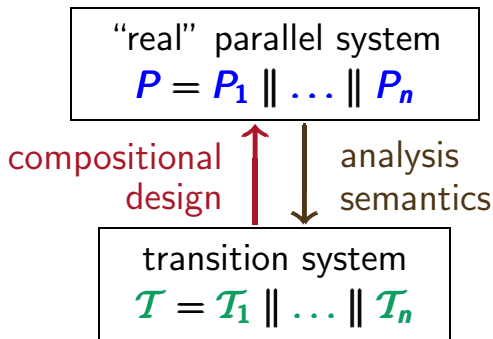 “real” parallel system
P = P₁ ∥ … ∥ Pₙ
compositional design
analysis semantics
transition system
𝒯 = 𝒯₁ ∥ … ∥ 𝒯ₙ